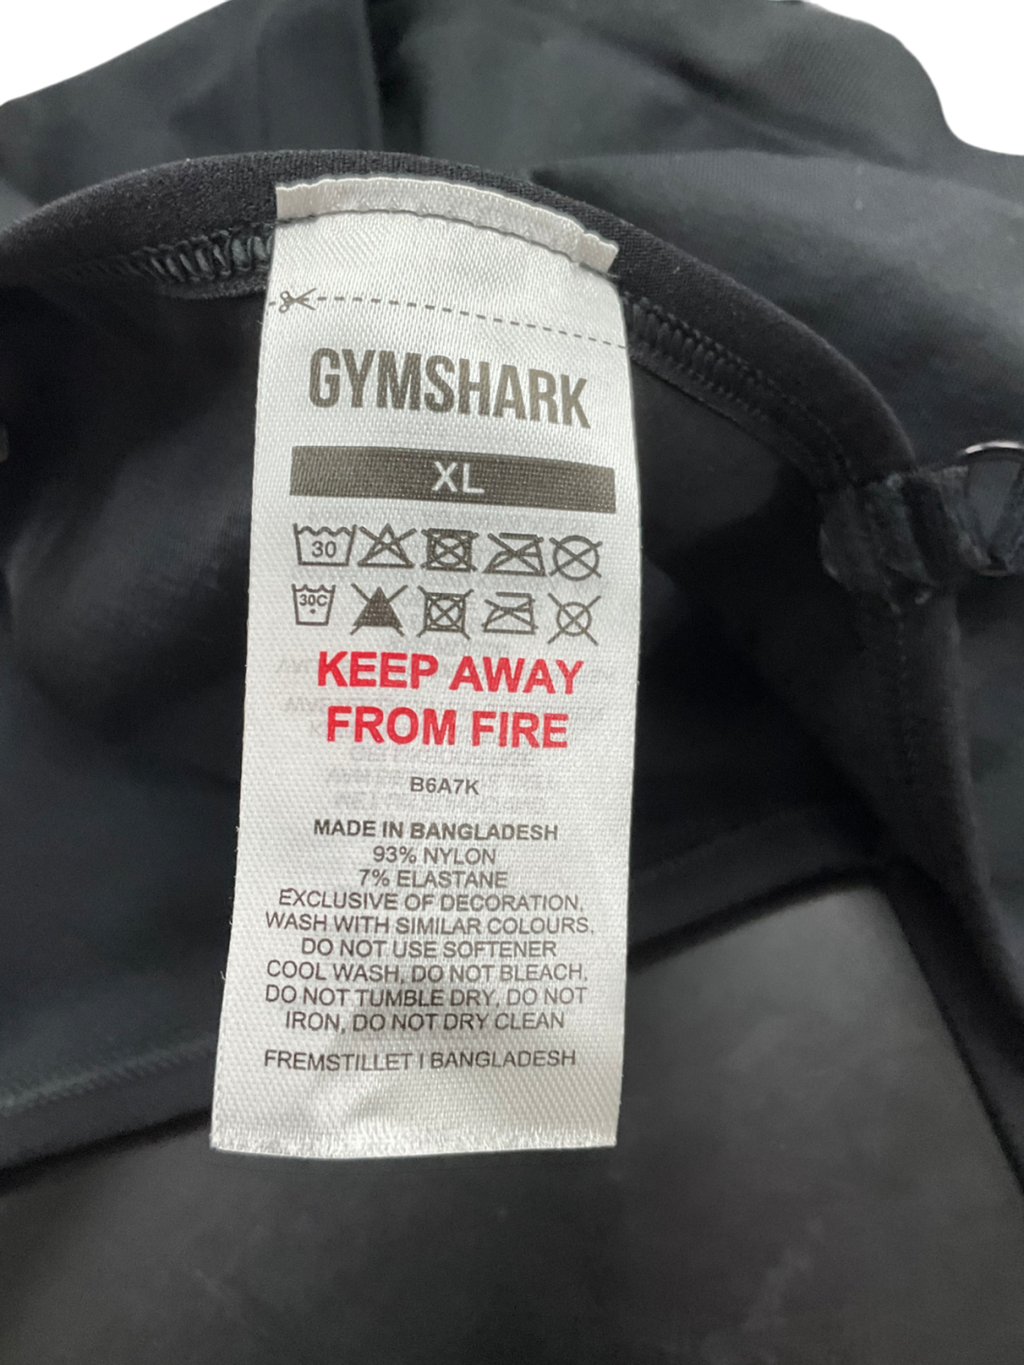 GYMSHARK
XL
30
30C
KEEP AWAY
FROM FIRE
B6A7K
MADE IN BANGLADESH
93% NYLON
7% ELASTANE
EXCLUSIVE OF DECORATION.
WASH WITH SIMILAR COLOURS.
DO NOT USE SOFTENER
COOL WASH, DO NOT BLEACH,
DO NOT TUMBLE DRY, DO NOT
IRON, DO NOT DRY CLEAN
FREMSTILLET I BANGLADESH